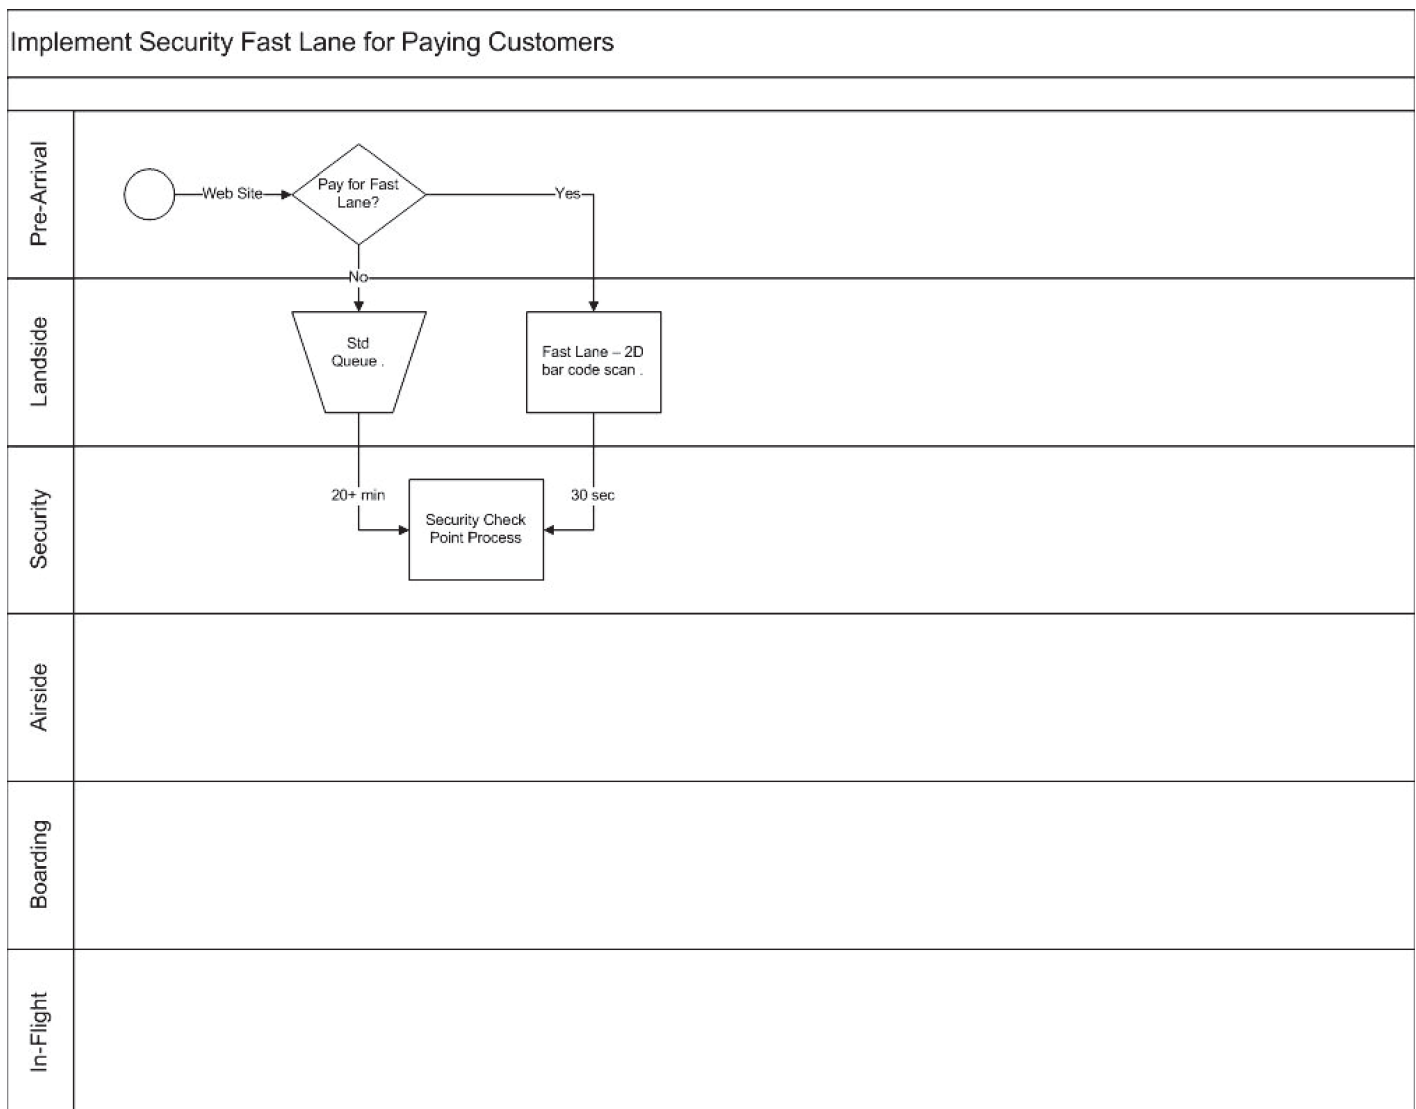 Implement Security Fast Lane for Paying Customers
Pre-Arrival
Web Site
Pay for Fast
Lane?
Yes
No
Landside
Std
Queue .
Fast Lane – 2D
bar code scan .
Security
20+ min
30 sec
Security Check
Point Process
Airside
Boarding
In-Flight